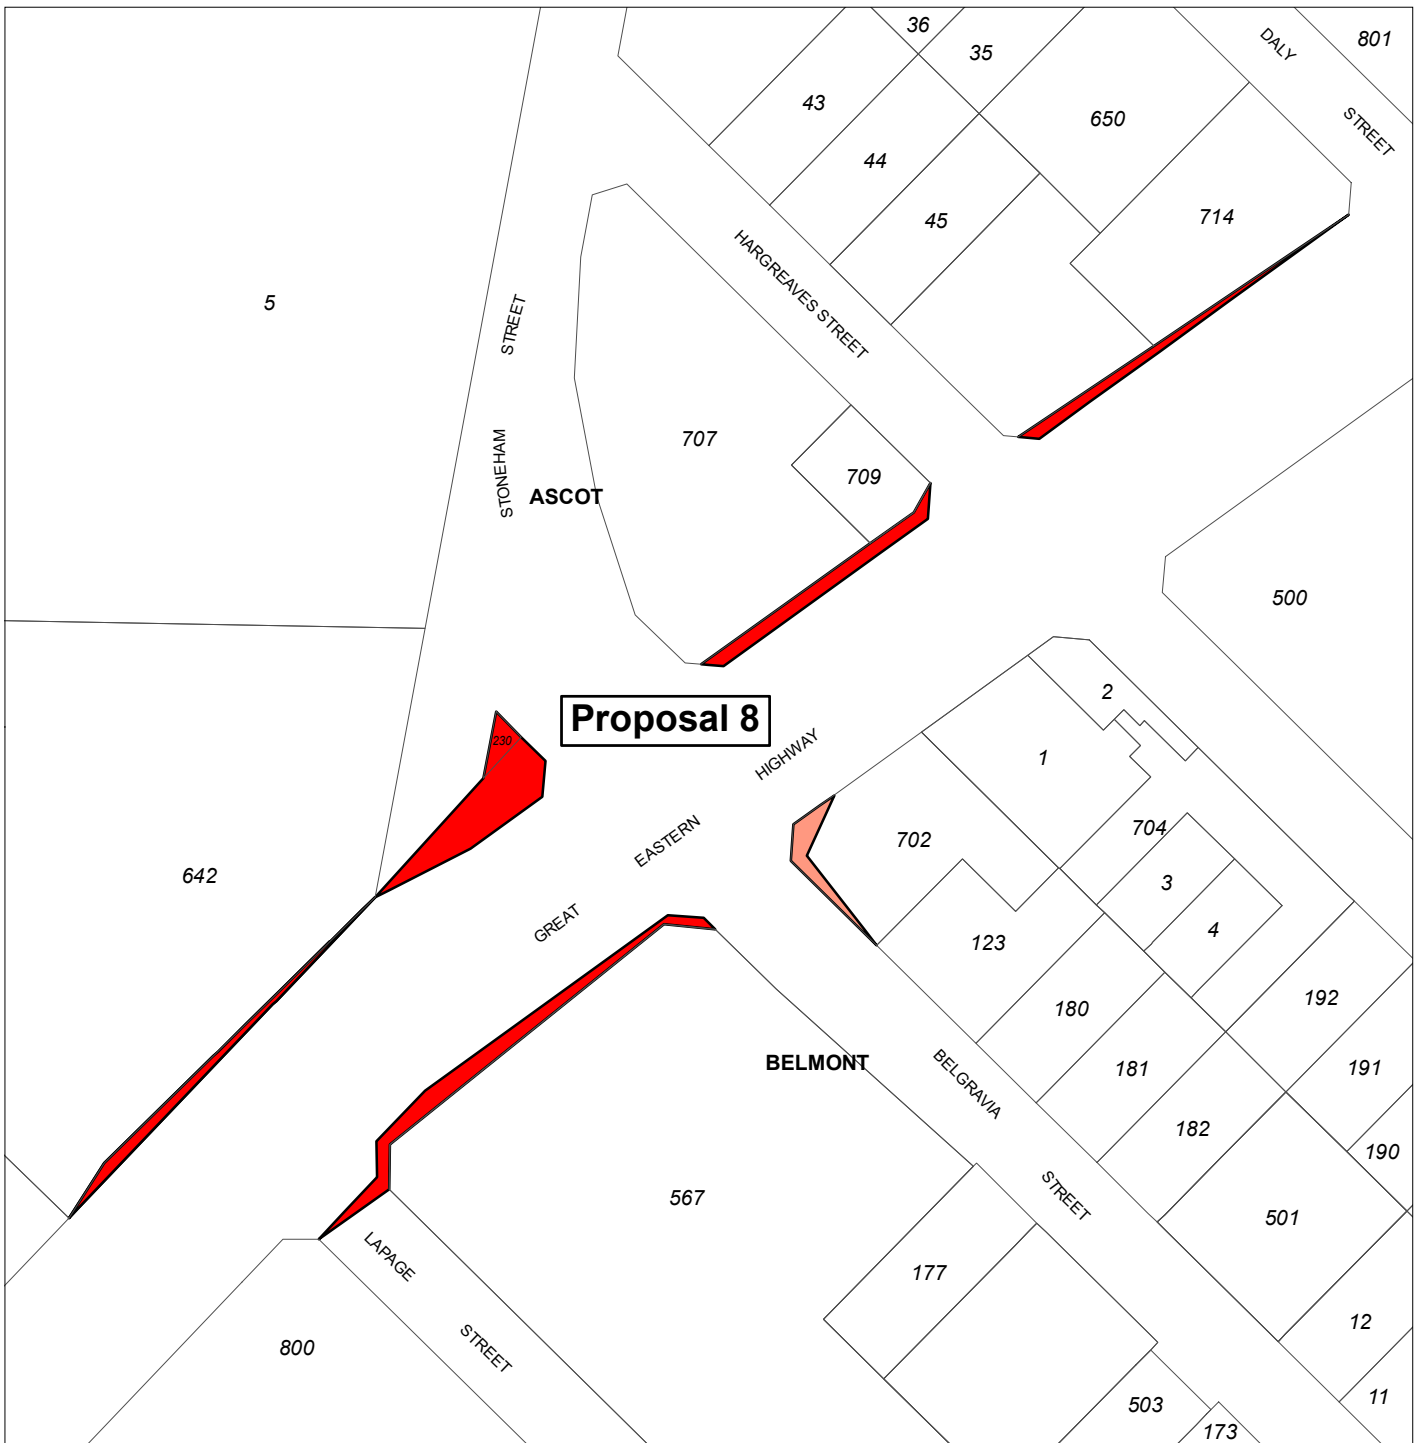 36
801
DALY
35
43
650
STREET
44
714
45
HARGREAVES STREET
5
STREET
707
STONEHAM
709
ASCOT
500
2
Proposal 8
230
HIGHWAY
1
704
EASTERN
702
642
3
GREAT
4
123
192
180
BELMONT
BELGRAVIA
181
191
182
190
567
STREET
501
LAPAGE
177
12
800
STREET
11
503
173